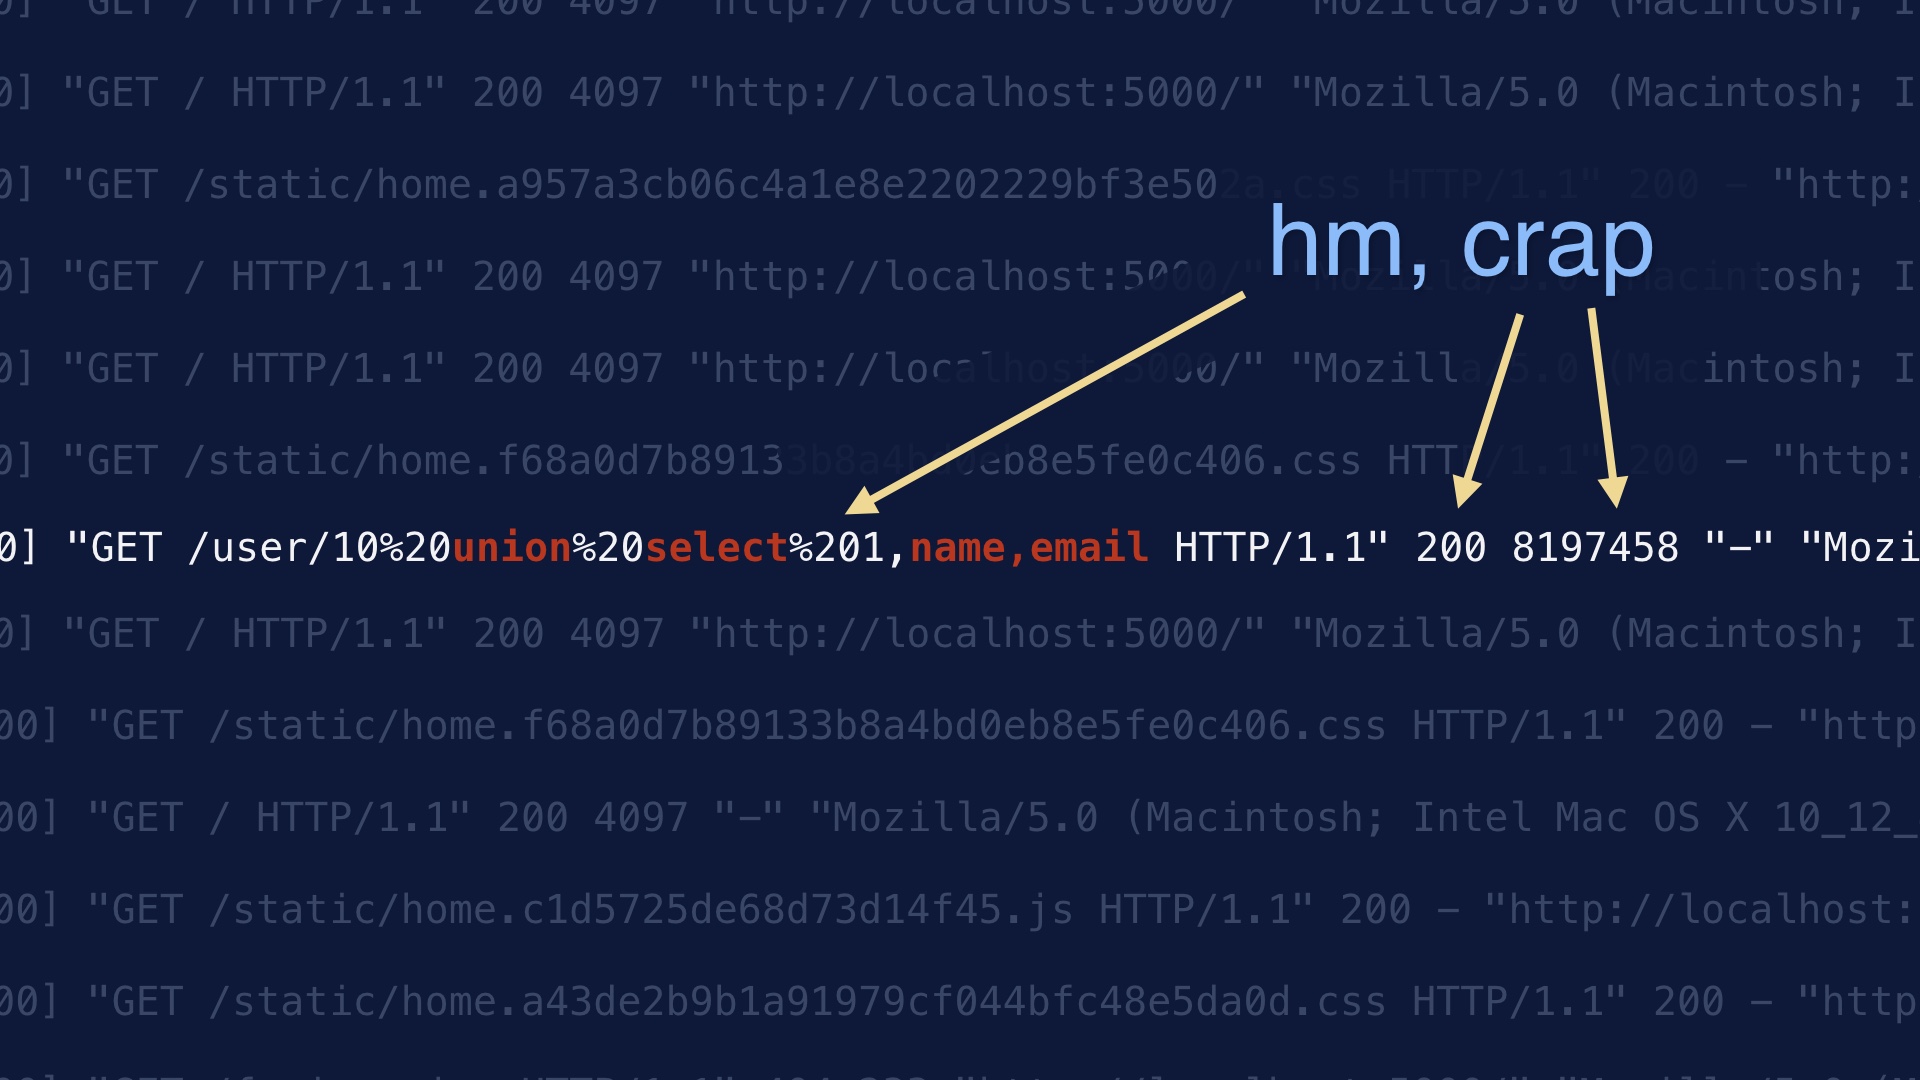 0] "GET / HTTP/1.1" 200 4097 "http://localhost:5000/" "Mozilla/5.0 (Macintosh; I
0] "GET / HTTP/1.1" 200 4097 "http://localhost:5000/" "Mozilla/5.0 (Macintosh; I
0] "GET /static/home.a957a3cb06c4a1e8e2202229bf3e502a.css HTTP/1.1" 200 – "http:
hm, crap
0] "GET / HTTP/1.1" 200 4097 "http://localhost:5000/" "Mozilla/5.0 (Macintosh; I
0] "GET / HTTP/1.1" 200 4097 "http://localhost:5000/" "Mozilla/5.0 (Macintosh; I
0] "GET /static/home.f68a0d7b89133b8a4bd0eb8e5fe0c406.css HTTP/1.1" 200 – "http:
0] "GET /user/10%20union%20select%201,name,email HTTP/1.1" 200 8197458 "–" "Mozi
0] "GET / HTTP/1.1" 200 4097 "http://localhost:5000/" "Mozilla/5.0 (Macintosh; I
00] "GET /static/home.f68a0d7b89133b8a4bd0eb8e5fe0c406.css HTTP/1.1" 200 – "http
00] "GET / HTTP/1.1" 200 4097 "–" "Mozilla/5.0 (Macintosh; Intel Mac OS X 10_12_
00] "GET /static/home.c1d5725de68d73d14f45.js HTTP/1.1" 200 – "http://localhost:
00] "GET /static/home.a43de2b9b1a91979cf044bfc48e5da0d.css HTTP/1.1" 200 – "http